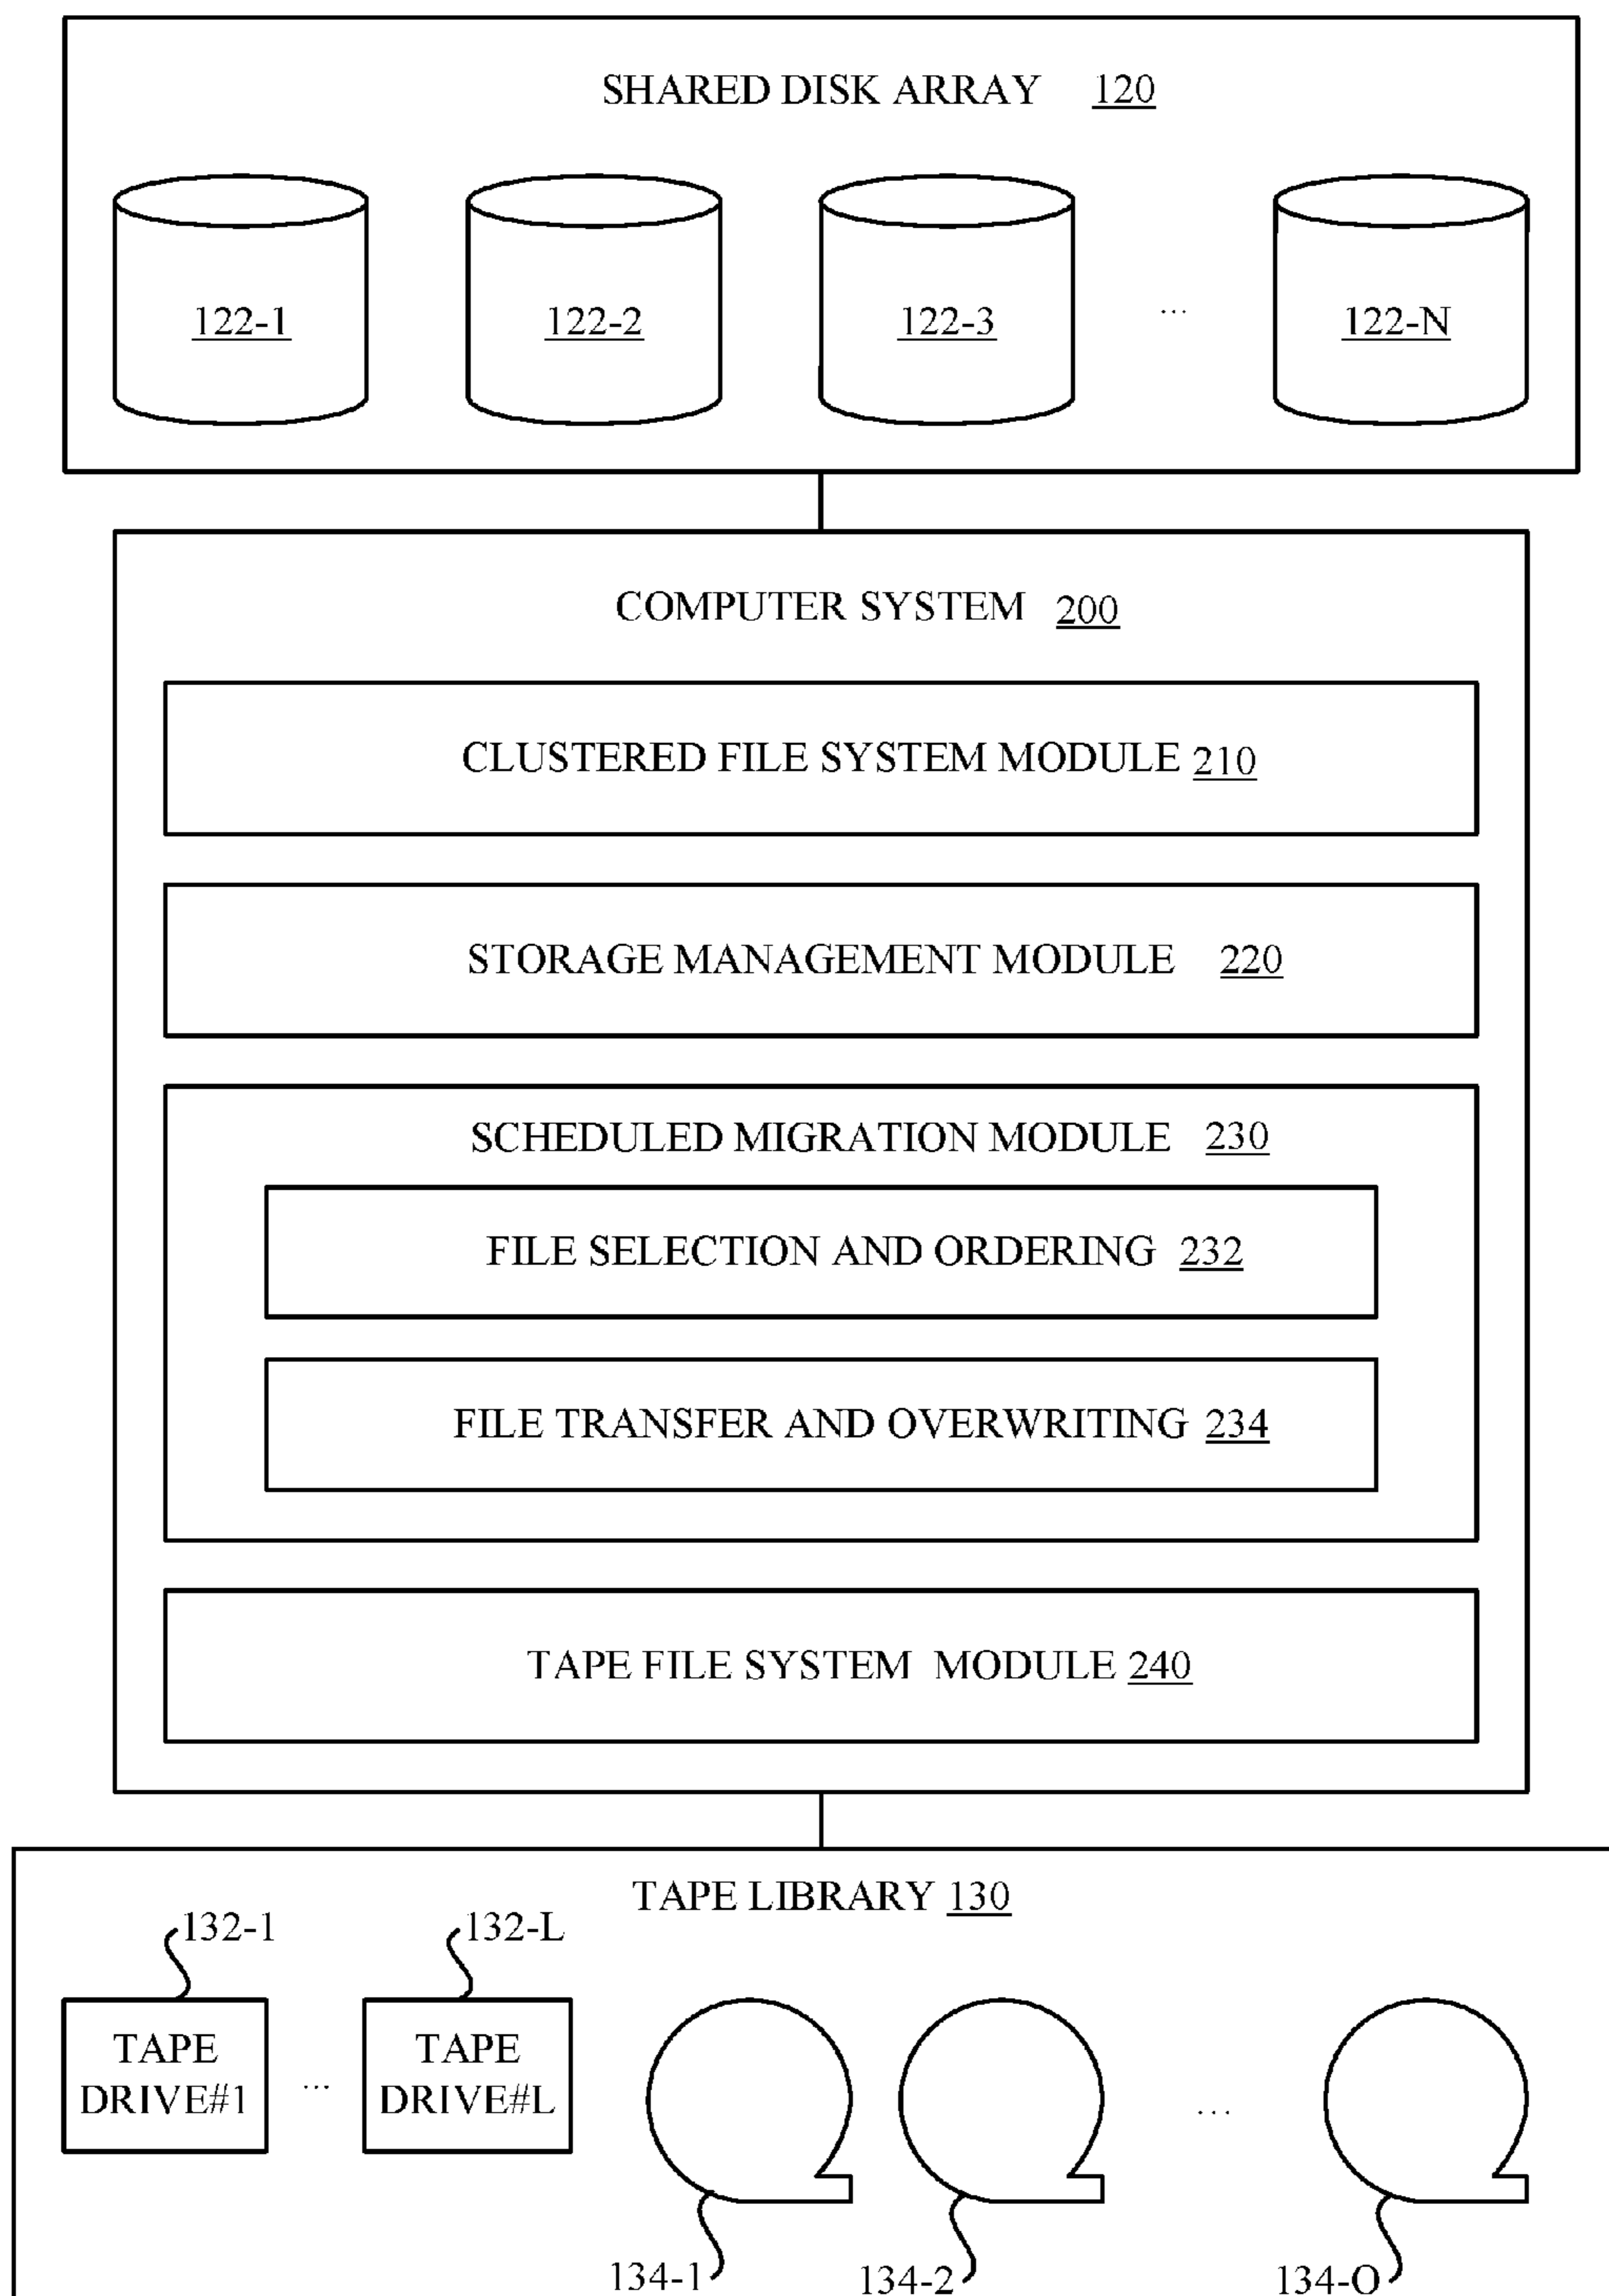 SHARED DISK ARRAY 120
122-1 122-2 122-3 ... 122-N
COMPUTER SYSTEM 200
CLUSTERED FILE SYSTEM MODULE 210
STORAGE MANAGEMENT MODULE 220
SCHEDULED MIGRATION MODULE 230
FILE SELECTION AND ORDERING 232
FILE TRANSFER AND OVERWRITING 234
TAPE FILE SYSTEM MODULE 240
TAPE LIBRARY 130
132-1 132-L
TAPE
DRIVE#1
...
TAPE
DRIVE#L
...
134-1 134-2 134-O